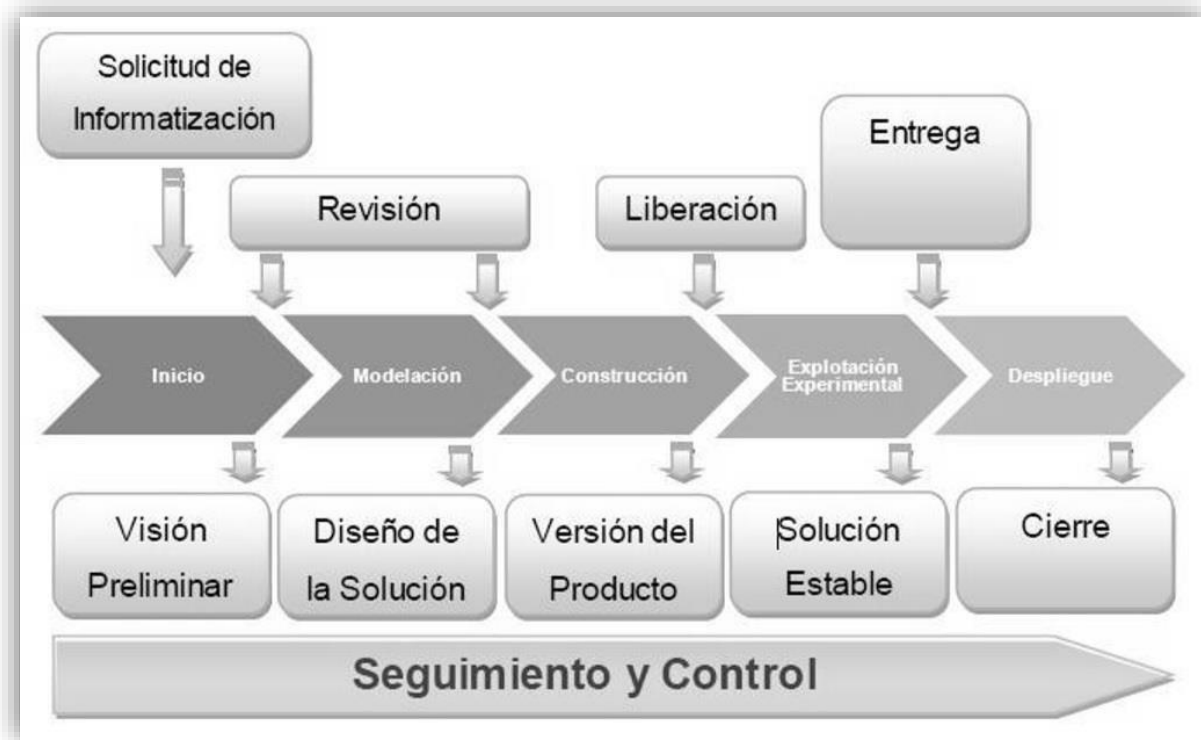 Solicitud de
Informatización
Entrega
Revisión
Liberación
Inicio
Modelación
Construcción
Explotación
Experimental
Despliegue
Visión
Preliminar
Diseño de
la Solución
Versión del
Producto
Solución
Estable
Cierre
Seguimiento y Control